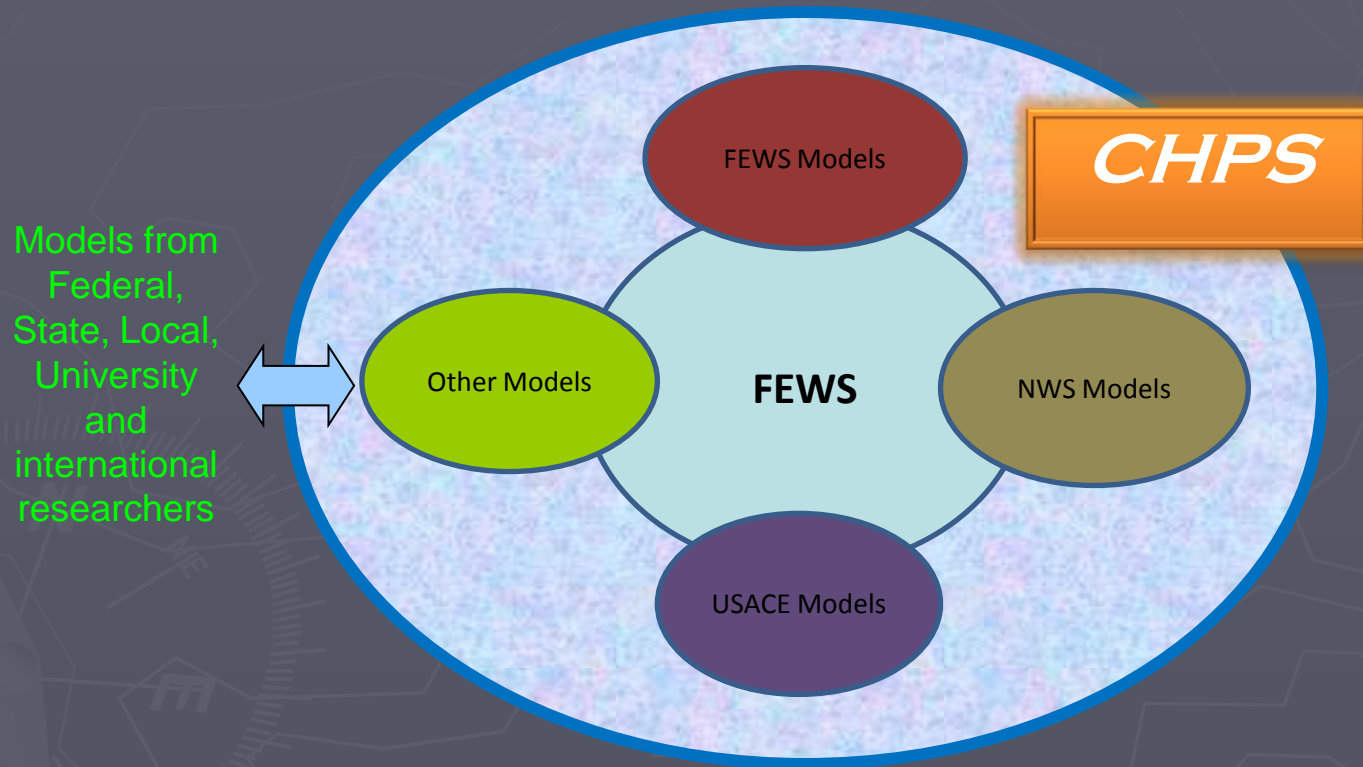 CHPS
FEWS Models
Models from
Federal,
State, Local,
University
and
international
researchers
Other Models
FEWS
NWS Models
USACE Models